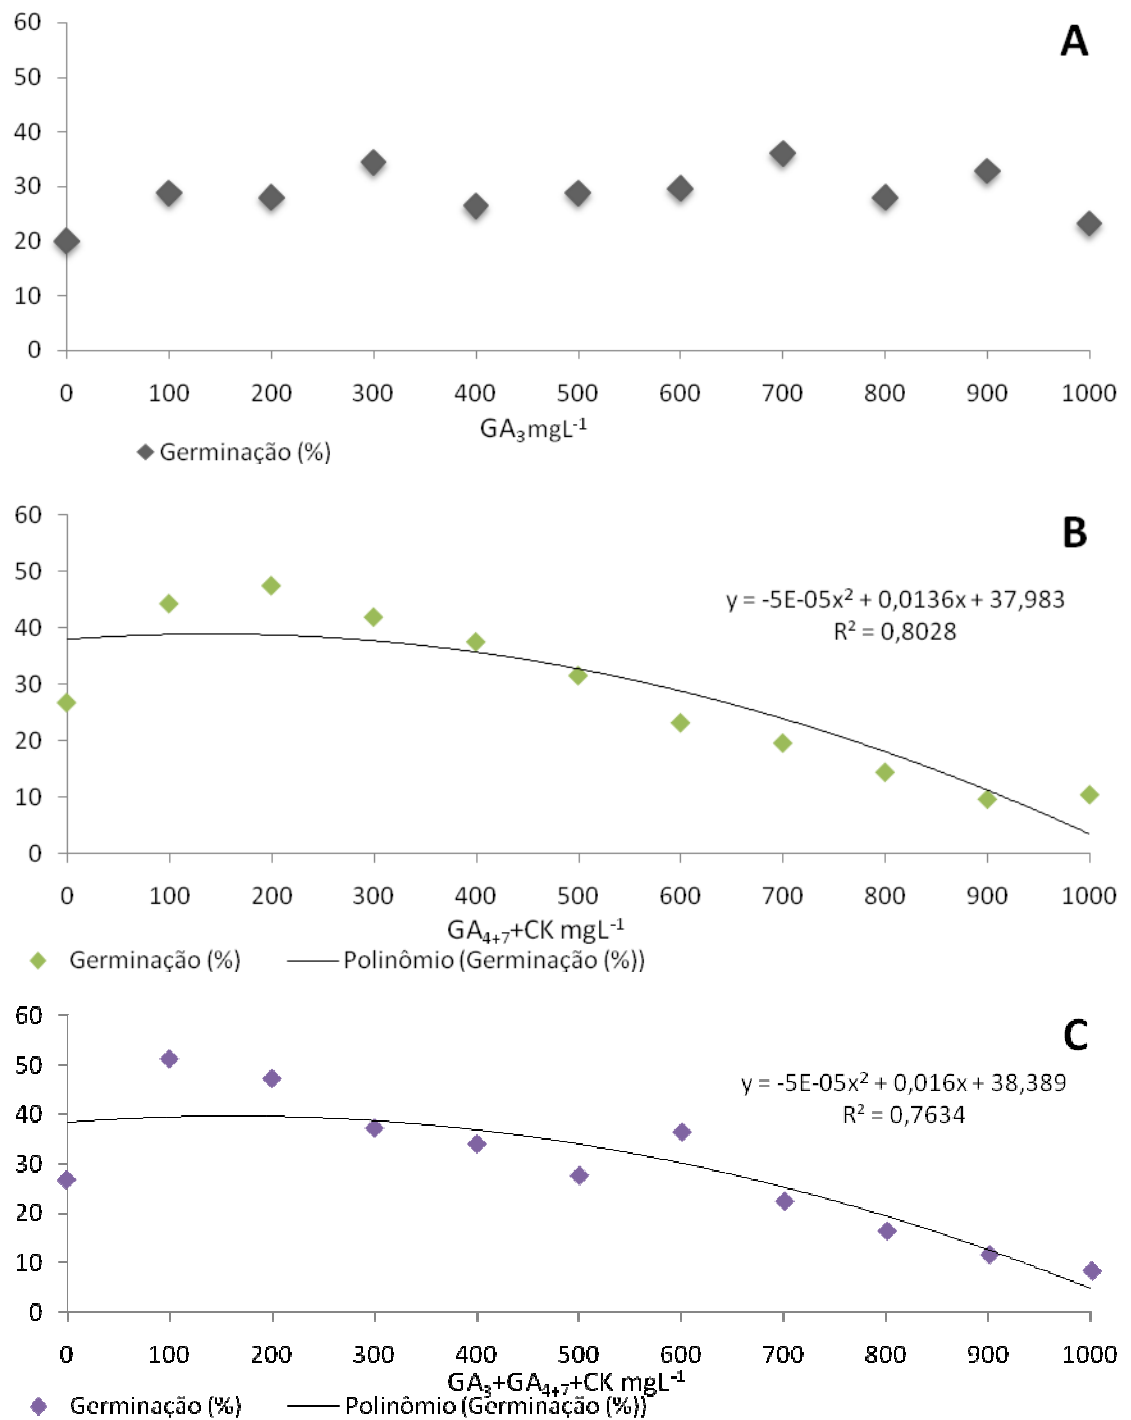 A
60
50
40
30
20
10
0
0 100 200 300 400 500 600 700 800 900 1000
GA₃mgL⁻¹
Germinação (%)
B
60
50
40
30
20
10
0
y = -5E-05x² + 0,0136x + 37,983
R² = 0,8028
0 100 200 300 400 500 600 700 800 900 1000
GA₄₊₇+CK mgL⁻¹
Germinação (%) Polinômio (Germinação (%))
C
60
50
40
30
20
10
0
y = -5E-05x² + 0,016x + 38,389
R² = 0,7634
0 100 200 300 400 500 600 700 800 900 1000
GA₃+GA₄₊₇+CK mgL⁻¹
Germinação (%) Polinômio (Germinação (%))